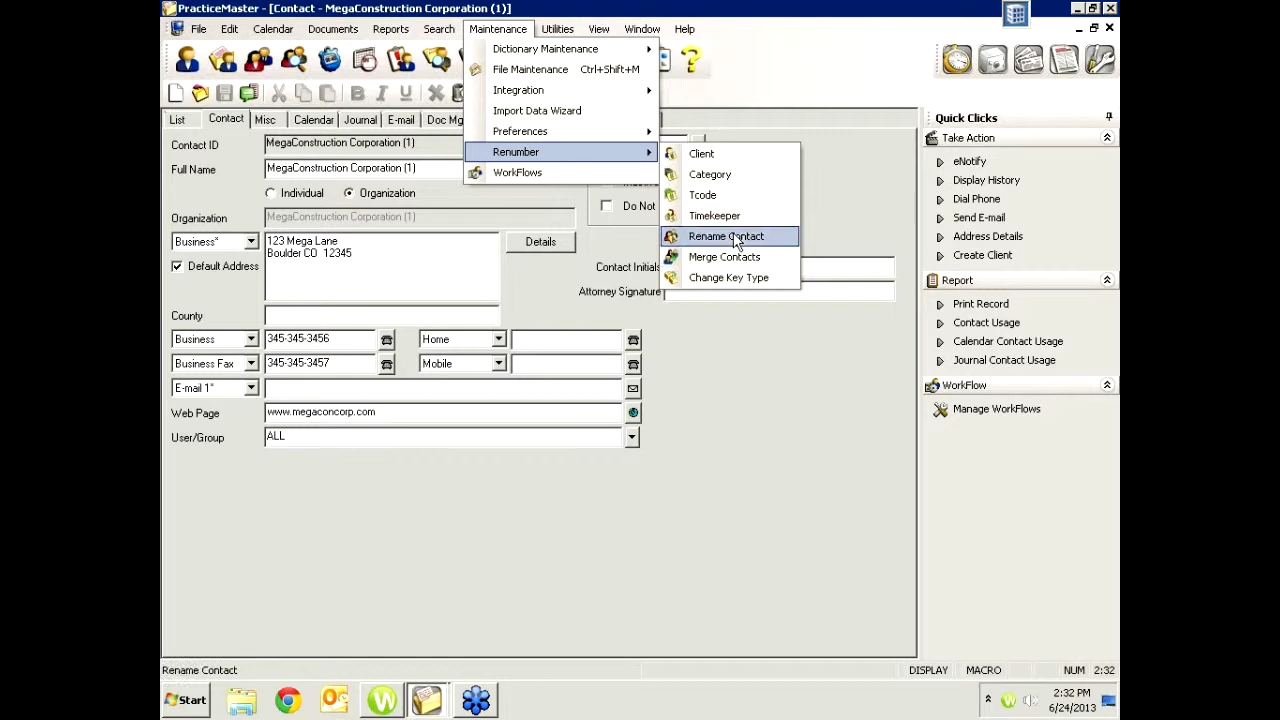 PracticeMaster - [Contact - MegaConstruction Corporation (1)]
File Edit Calendar Documents Reports Search Maintenance Utilities View Window Help
Dictionary Maintenance
File Maintenance Ctrl+Shift+M
Integration
Import Data Wizard
Preferences
Renumber
WorkFlows
Client
Category
Tcode
Timekeeper
Rename Contact
Merge Contacts
Change Key Type
B I U
List Contact Misc Calendar Journal E-mail
Contact ID MegaConstruction Corporation (1)
Full Name MegaConstruction Corporation (1)
Individual Organization
Do Not
Organization MegaConstruction Corporation (1)
Business* 123 Mega Lane
Boulder CO 12345
Details
Default Address
Contact Initials
Attorney Signature
County
Business 345-345-3456 Home
Business Fax 345-345-3457 Mobile
E-mail 1*
Web Page www.megaconcorp.com
User/Group ALL
Quick Clicks
Take Action
eNotify
Display History
Dial Phone
Send E-mail
Address Details
Create Client
Report
Print Record
Contact Usage
Calendar Contact Usage
Journal Contact Usage
WorkFlow
Manage WorkFlows
Rename Contact DISPLAY MACRO NUM 2:32
Start
2:32 PM
6/24/2013